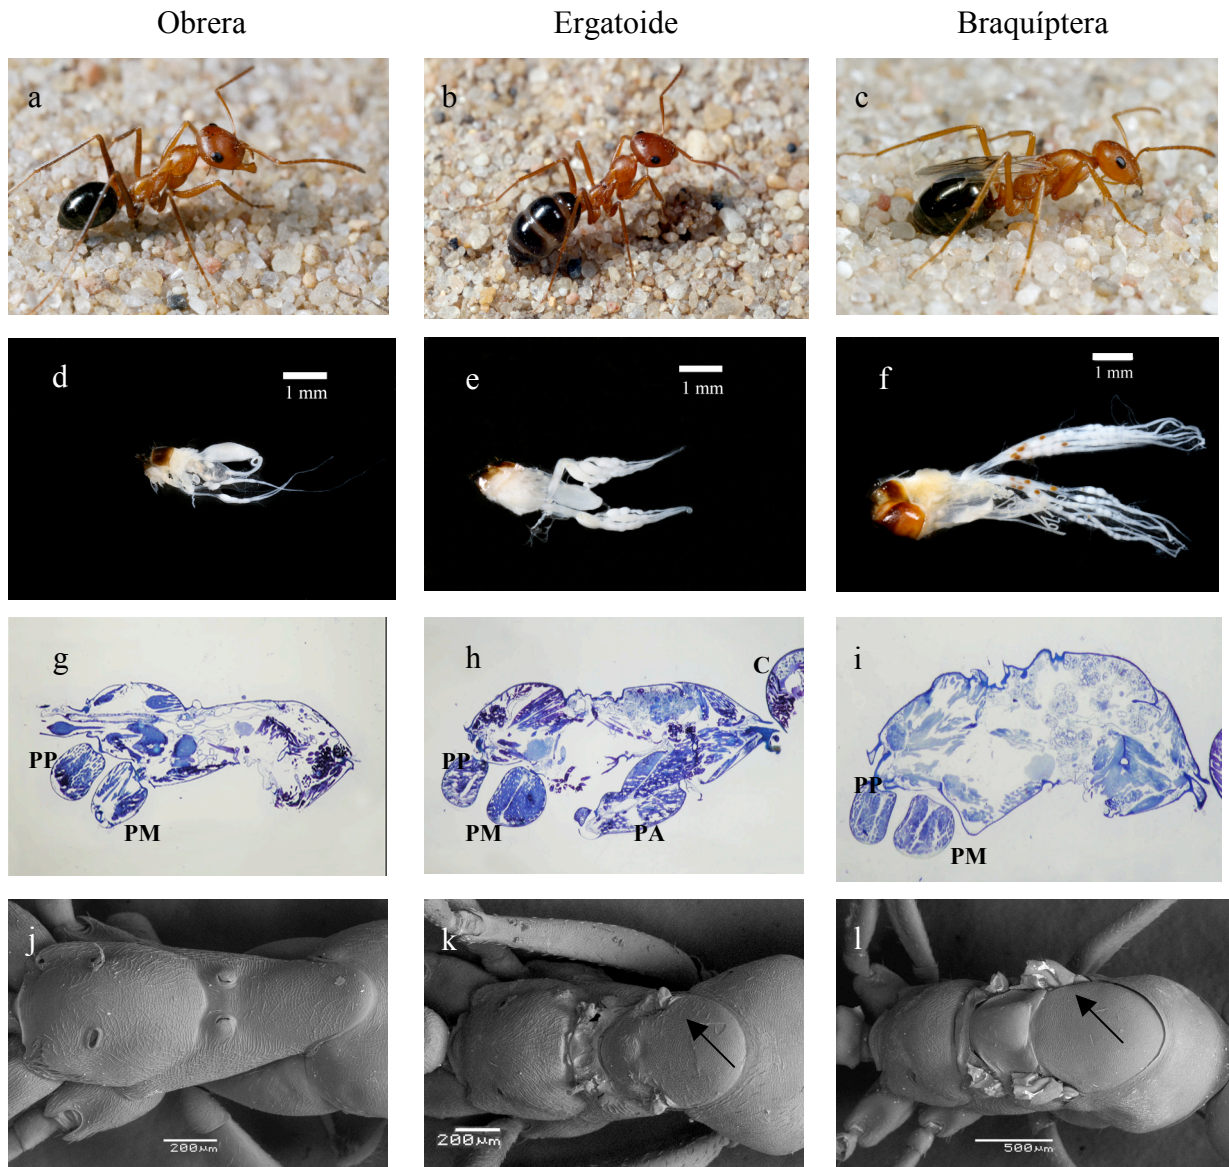 Obrera Ergatoide Braquíptera
a b c
d 1 mm e 1 mm f 1 mm
g PP PM h C PP PM PA i PP PM
j 200µm k 200µm l 500µm